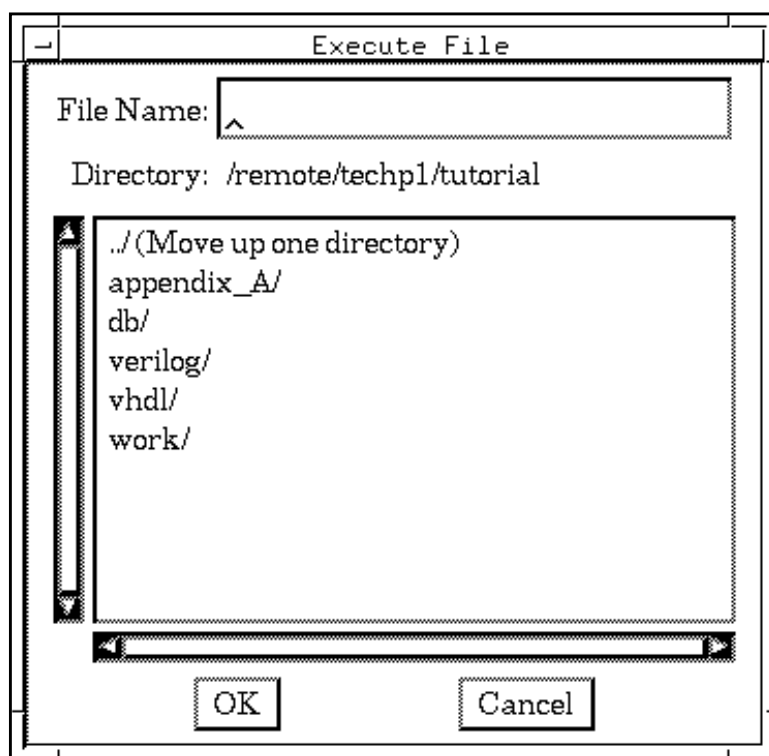 Execute File
File Name:
Directory: /remote/techp1/tutorial
../ (Move up one directory)
appendix_A/
db/
verilog/
vhdl/
work/
OK Cancel